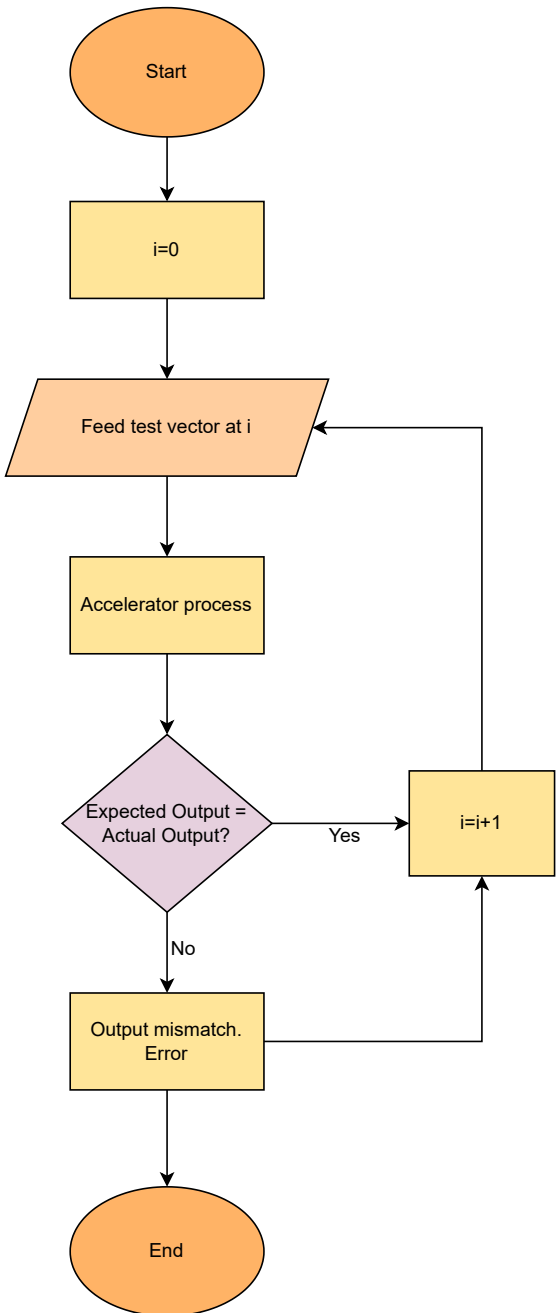 Start
i=0
Feed test vector at i
Accelerator process
Expected Output =
Actual Output?
Yes
i=i+1
No
Output mismatch.
Error
End